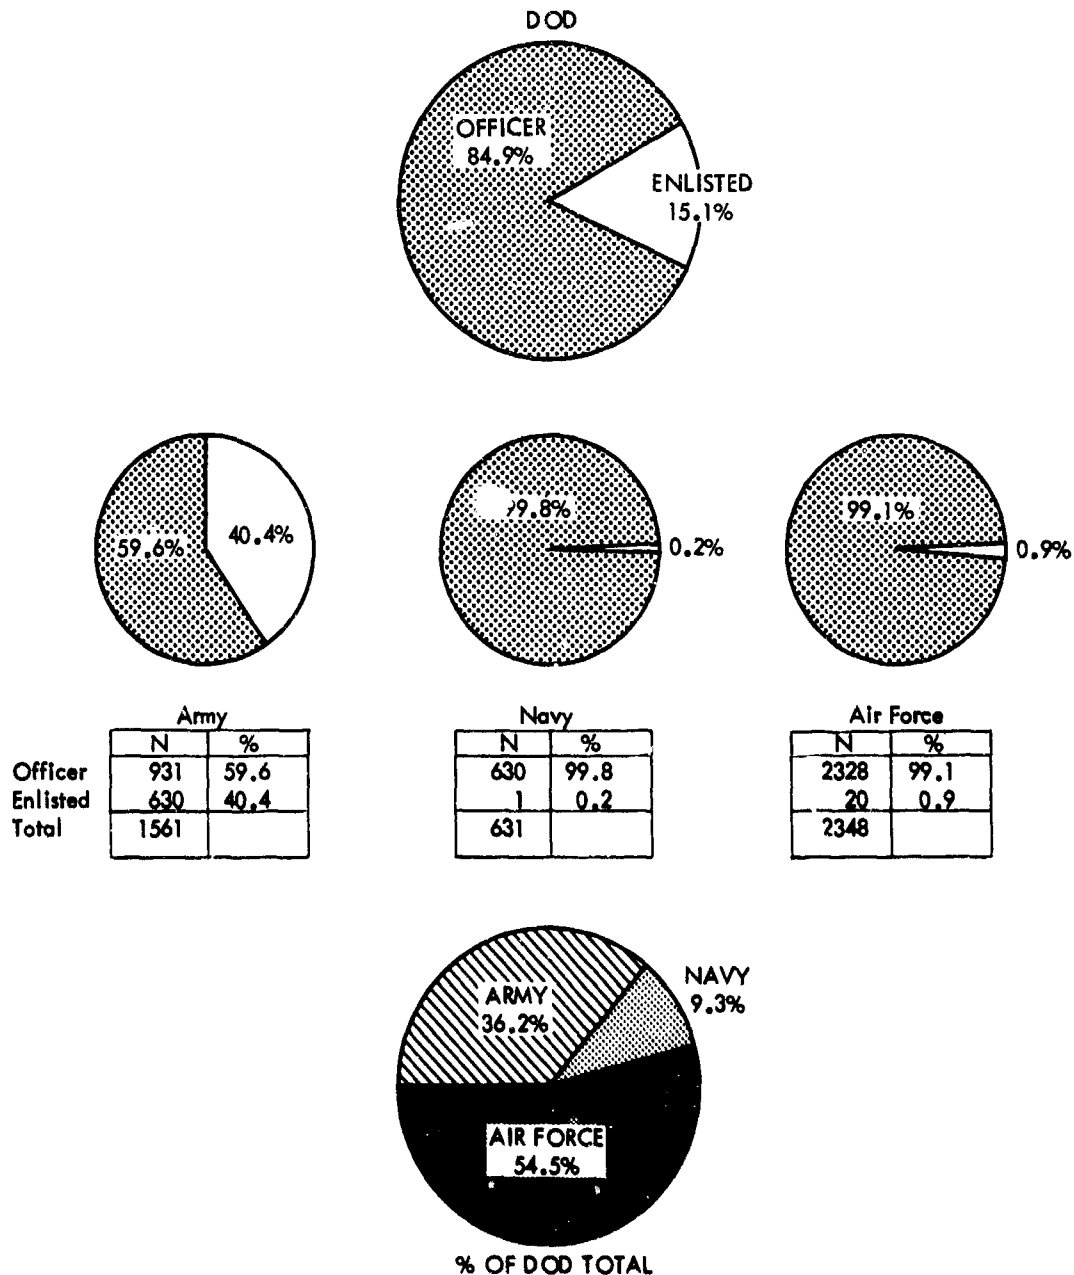 DOD
OFFICER
84.9%
ENLISTED
15.1%
59.6%
40.4%
99.8%
0.2%
99.1%
0.9%
Army
Navy
Air Force
N % N % N %
Officer 931 59.6 630 99.8 2328 99.1
Enlisted 630 40.4 1 0.2 20 0.9
Total 1561 631 2348
ARMY
36.2%
NAVY
9.3%
AIR FORCE
54.5%
% OF DOD TOTAL